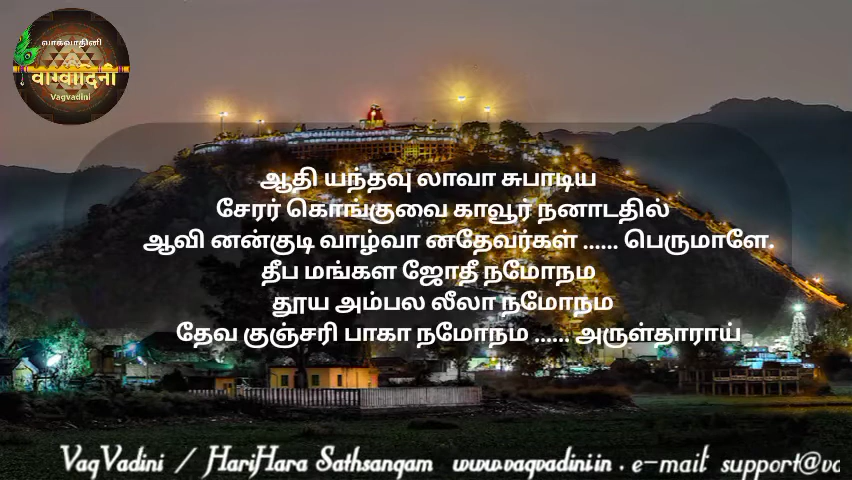 வாக்வாதினி
वाग्वादिनी
Vagvadini
ஆதி யந்தவு லாவா சுபாடிய
சேரர் கொங்குவை காவூர் நனாடதில்
ஆவி னன்குடி வாழ்வா னதேவர்கள் ...... பெருமாளே.
தீப மங்கள ஜோதீ நமோநம
தூய அம்பல லீலா நமோநம
தேவ குஞ்சரி பாகா நமோநம ...... அருள்தாராய்
VagVadini / HariHara Sathsangam www.vagvadini.in . e-mail support@va